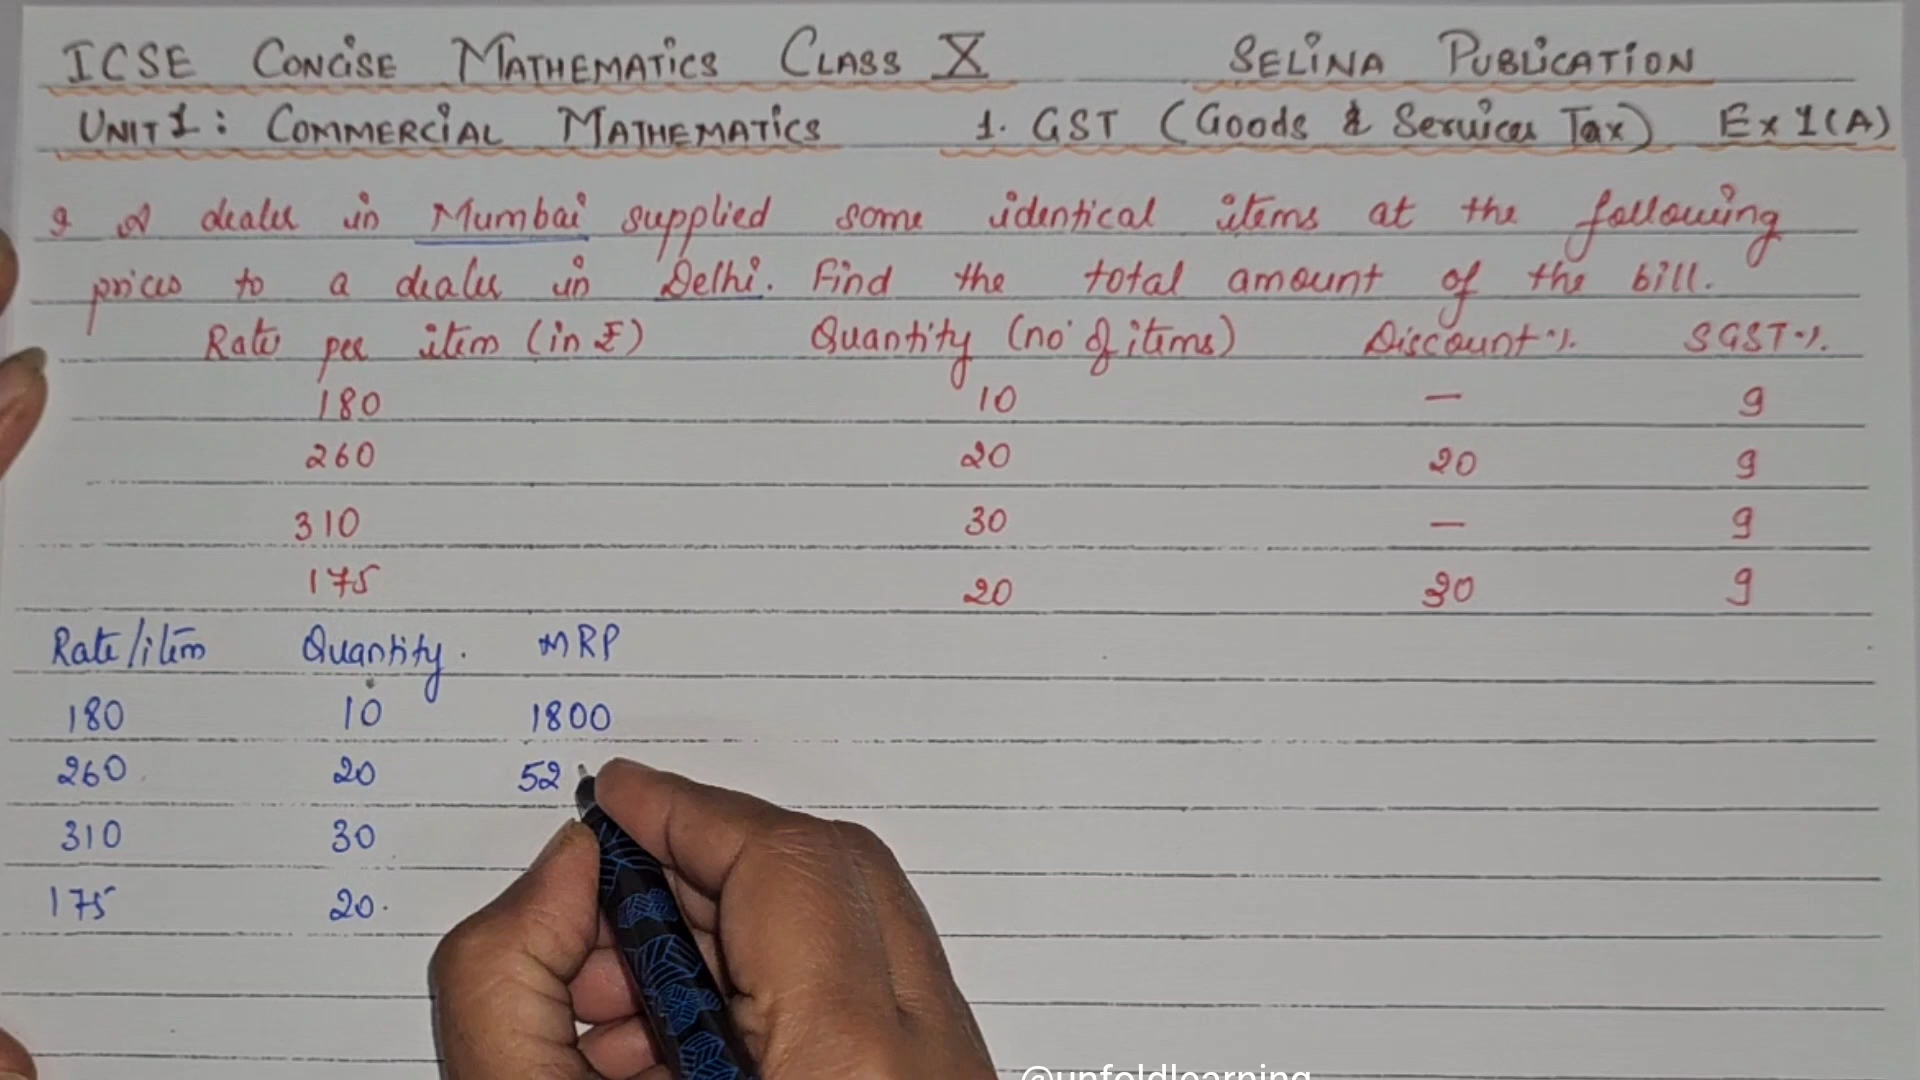 ICSE CONCISE MATHEMATICS CLASS X SELINA PUBLICATION
UNIT 1: COMMERCIAL MATHEMATICS 1. GST (Goods & Services Tax) Ex 1(A)
9 A dealer in Mumbai supplied some identical items at the following
prices to a dealer in Delhi. Find the total amount of the bill.
Rate per item (in ₹) Quantity (no. of items) Discount % SGST %
180 10 — 9
260 20 20 9
310 30 — 9
175 20 30 9
Rate/item Quantity. MRP
180 10 1800
260 20 52
310 30
175 20.
@unfoldlearning